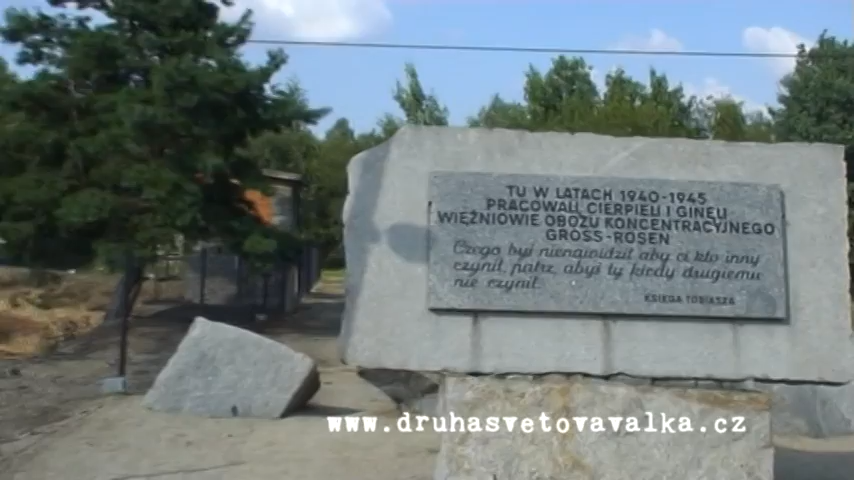 TU W LATACH 1940-1945
PRACOWALI, CIERPIELI I GINĘLI
WIĘŹNIOWIE OBOZU KONCENTRACYJNEGO
GROSS-ROSEN
Czego byś nienawidził aby ci kto inny
czynił, patrz, abyś ty kiedy drugiemu
nie czynił.
KSIĘGA TOBIASZA
www.druhasvetovavalka.cz